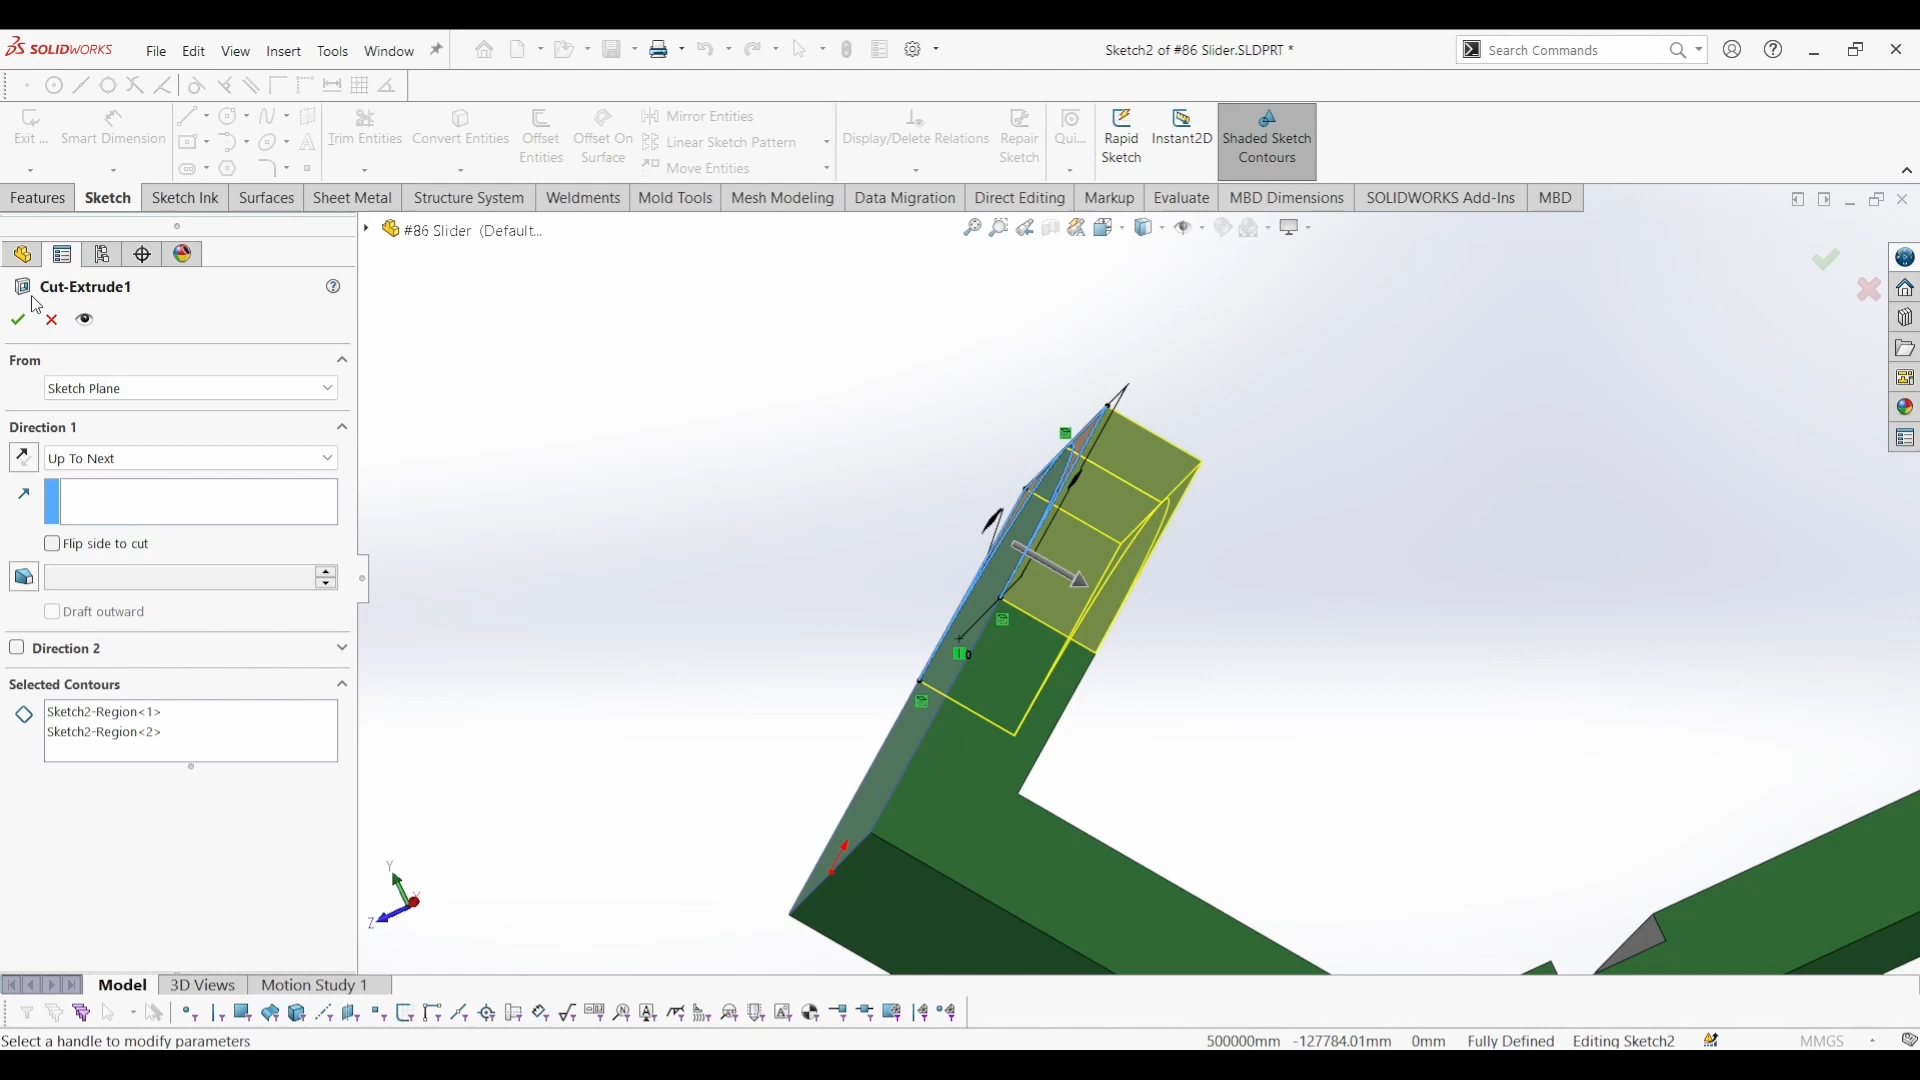 SOLIDWORKS File Edit View Insert Tools Window Sketch2 of #86 Slider.SLDPRT * Search Commands
Exit ... Smart Dimension Trim Entities Convert Entities Offset Entities Offset On Surface Mirror Entities Display/Delete Relations Repair Sketch Qui... Rapid Sketch Instant2D Shaded Sketch Contours
Linear Sketch Pattern
Move Entities
Features Sketch Sketch Ink Surfaces Sheet Metal Structure System Weldments Mold Tools Mesh Modeling Data Migration Direct Editing Markup Evaluate MBD Dimensions SOLIDWORKS Add-Ins MBD
#86 Slider (Default...
Cut-Extrude1
From
Sketch Plane
Direction 1
Up To Next
Flip side to cut
Draft outward
Direction 2
Selected Contours
Sketch2-Region<1>
Sketch2-Region<2>
0
Y
Z
Model 3D Views Motion Study 1
Select a handle to modify parameters 500000mm -127784.01mm 0mm Fully Defined Editing Sketch2 MMGS